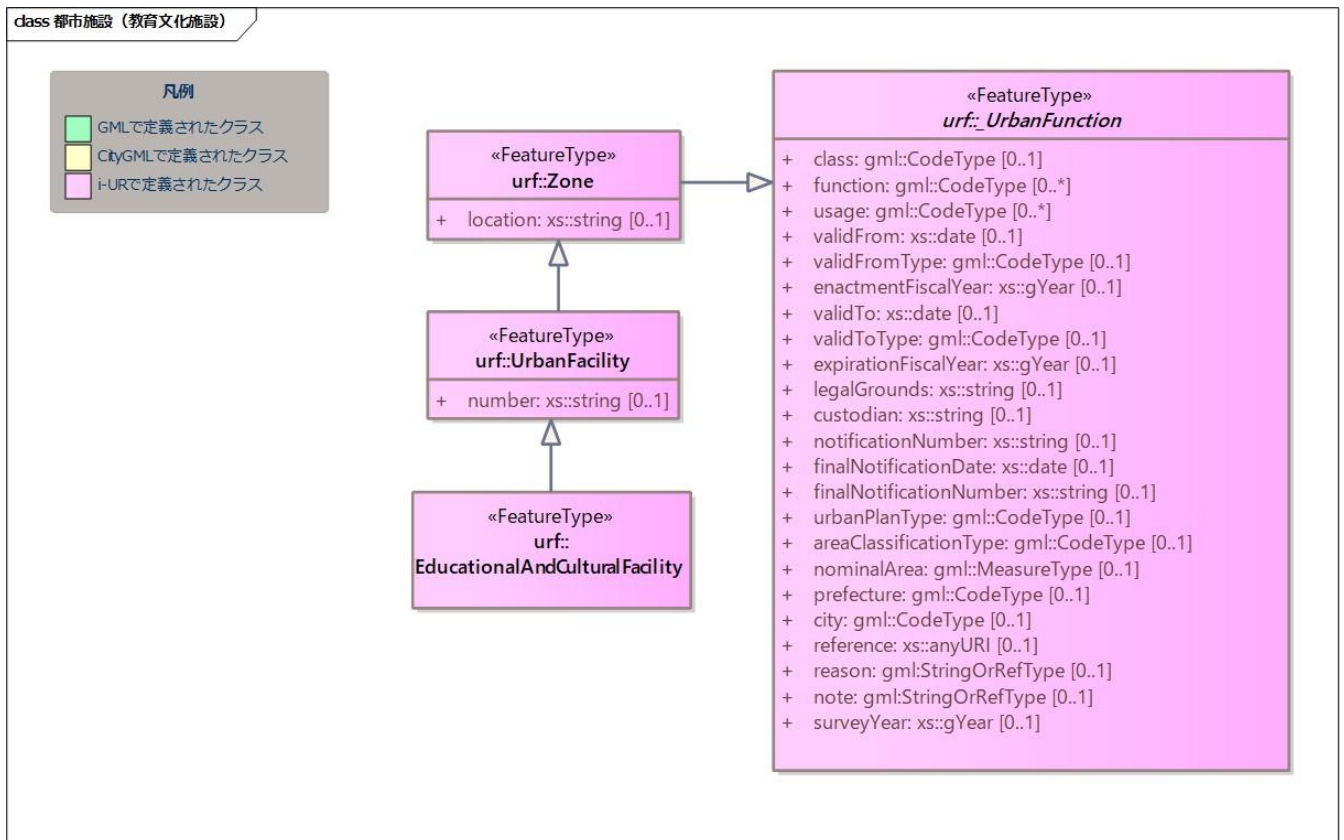 class 都市施設（教育文化施設）
凡例
GMLで定義されたクラス
CityGMLで定義されたクラス
i-URで定義されたクラス
«FeatureType»
urf::Zone
+ location: xs::string [0..1]
«FeatureType»
urf::UrbanFacility
+ number: xs::string [0..1]
«FeatureType»
urf::
EducationalAndCulturalFacility
«FeatureType»
urf::_UrbanFunction
+ class: gml::CodeType [0..1]
+ function: gml::CodeType [0..*]
+ usage: gml::CodeType [0..*]
+ validFrom: xs::date [0..1]
+ validFromType: gml::CodeType [0..1]
+ enactmentFiscalYear: xs::gYear [0..1]
+ validTo: xs::date [0..1]
+ validToType: gml::CodeType [0..1]
+ expirationFiscalYear: xs::gYear [0..1]
+ legalGrounds: xs::string [0..1]
+ custodian: xs::string [0..1]
+ notificationNumber: xs::string [0..1]
+ finalNotificationDate: xs::date [0..1]
+ finalNotificationNumber: xs::string [0..1]
+ urbanPlanType: gml::CodeType [0..1]
+ areaClassificationType: gml::CodeType [0..1]
+ nominalArea: gml::MeasureType [0..1]
+ prefecture: gml::CodeType [0..1]
+ city: gml::CodeType [0..1]
+ reference: xs::anyURI [0..1]
+ reason: gml:StringOrRefType [0..1]
+ note: gml:StringOrRefType [0..1]
+ surveyYear: xs::gYear [0..1]